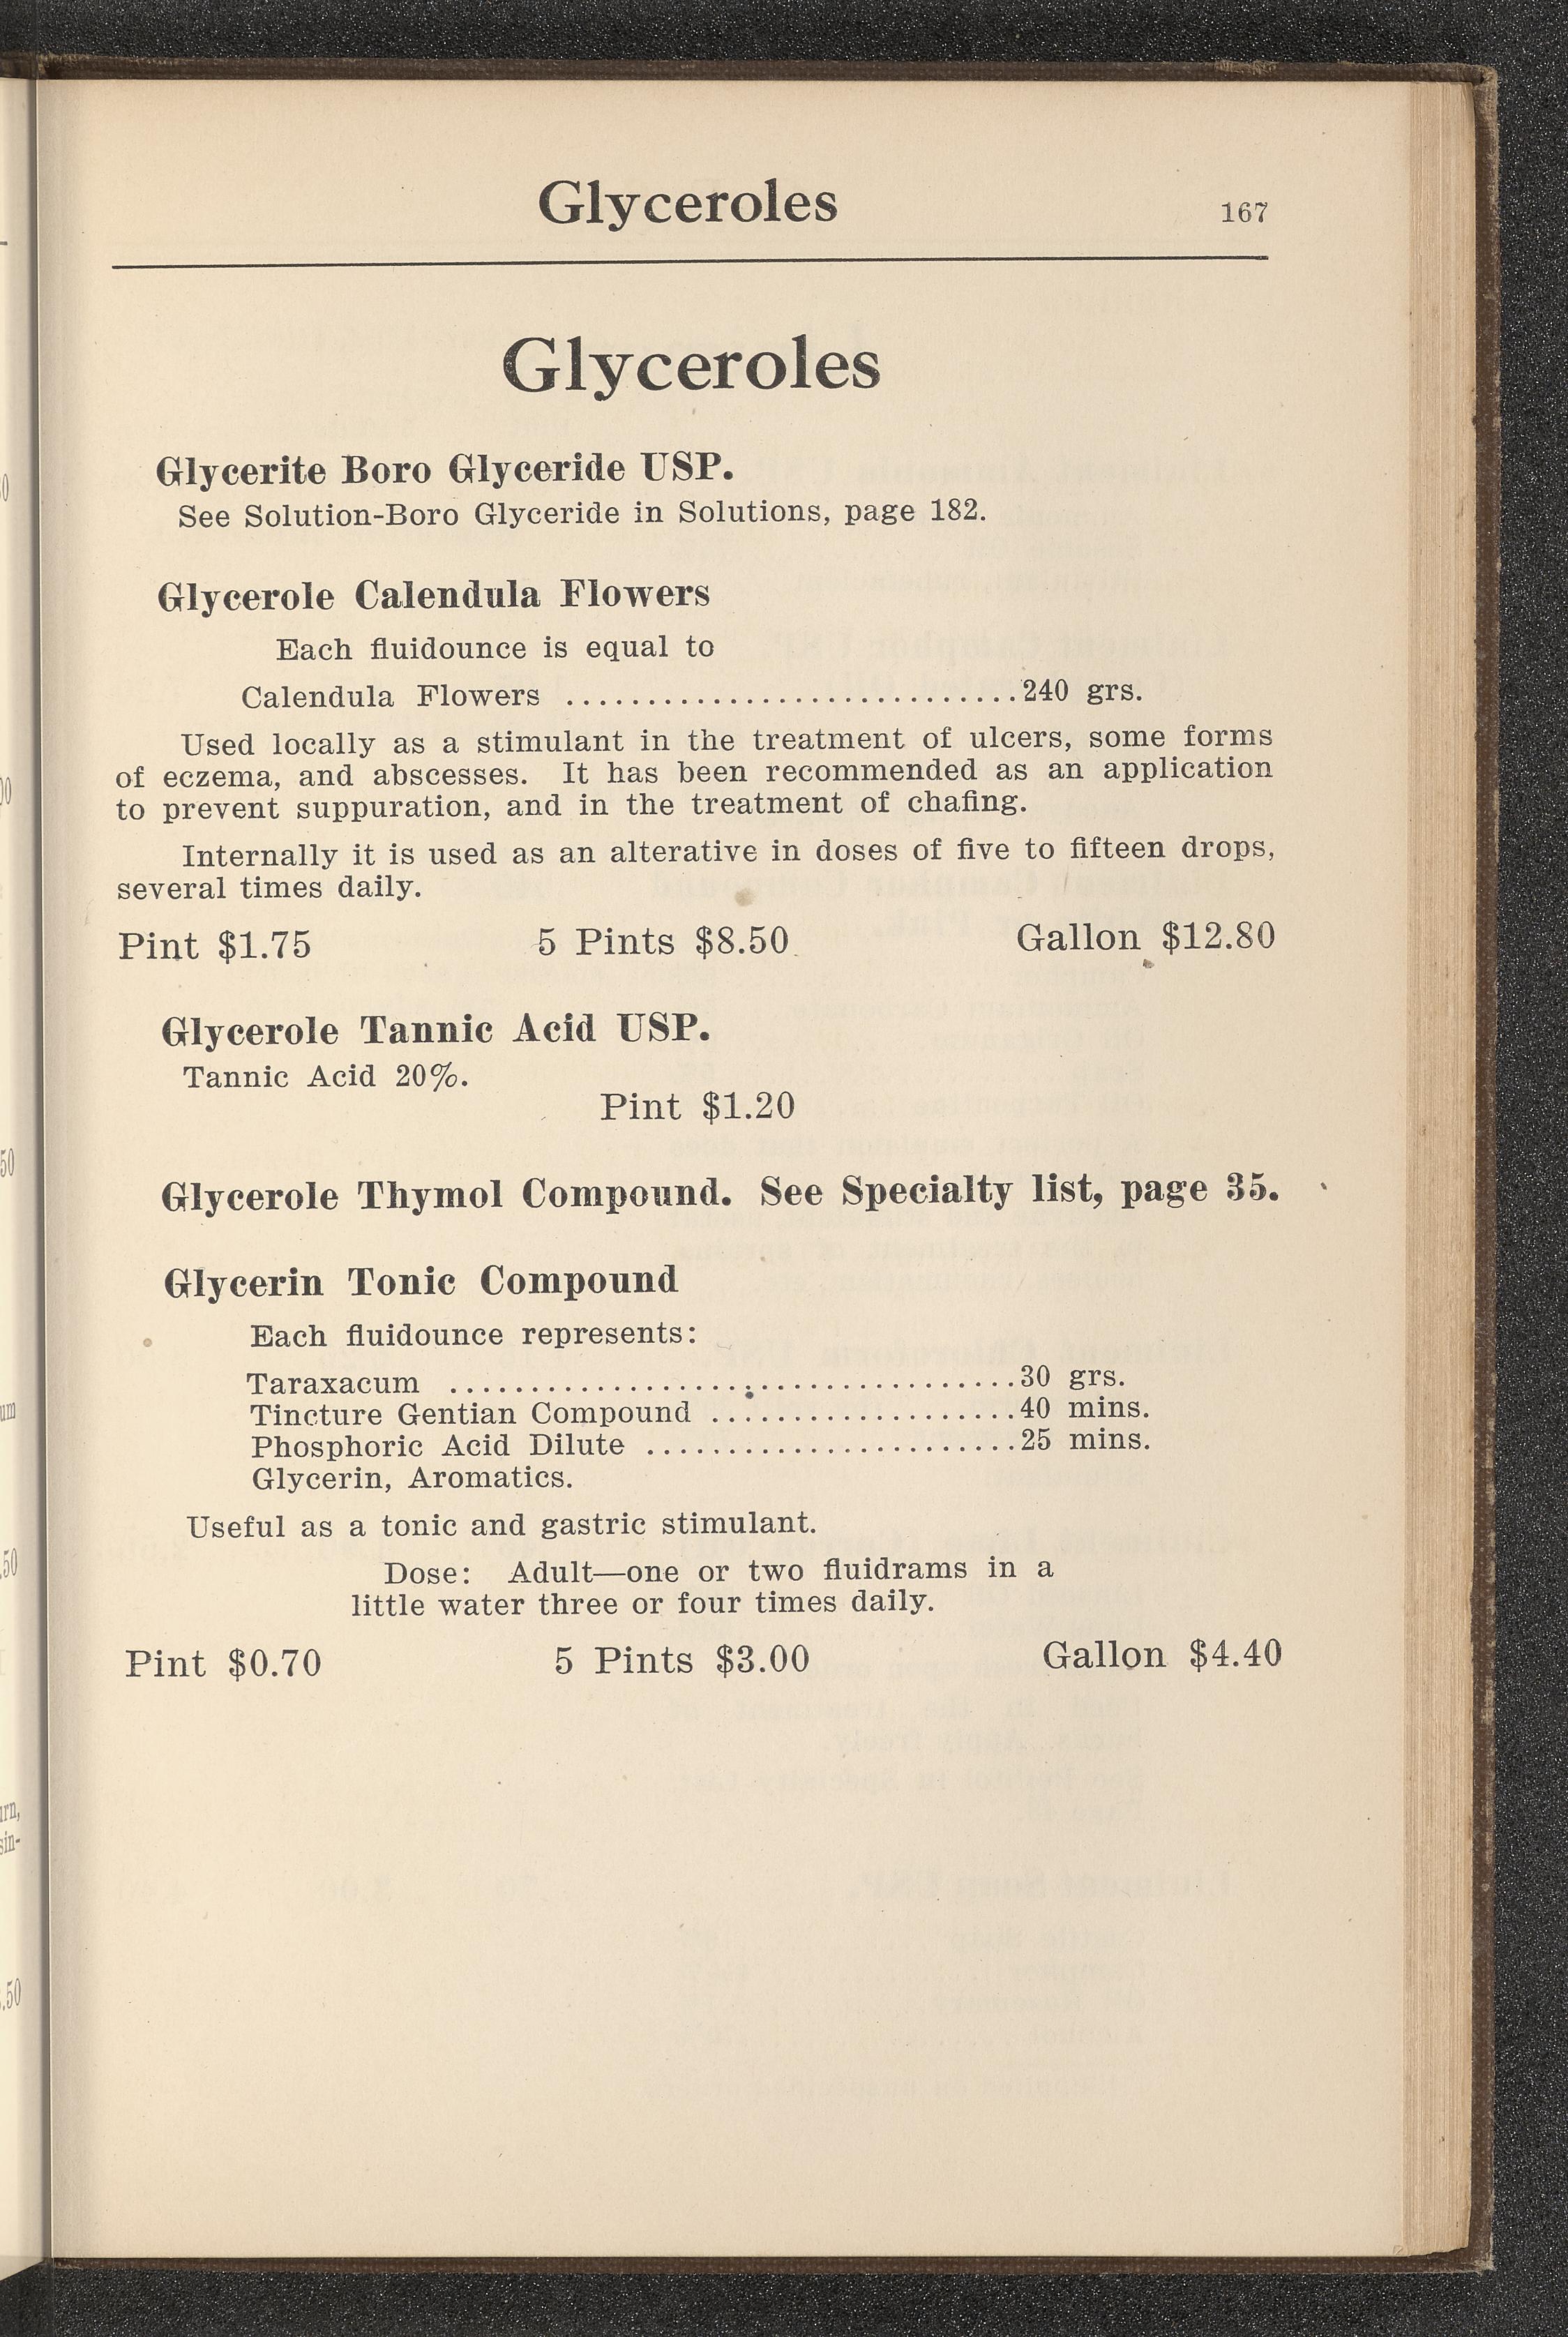 Glyceroles 167
Glyceroles
Glycerite Boro Glyceride USP.
See Solution-Boro Glyceride in Solutions, page 182.
Glycerole Calendula Flowers
Each fluidounce is equal to
Calendula Flowers ............................240 grs.
Used locally as a stimulant in the treatment of ulcers, some forms
of eczema, and abscesses. It has been recommended as an application
to prevent suppuration, and in the treatment of chafing.
Internally it is used as an alterative in doses of five to fifteen drops,
several times daily.
Pint $1.75 5 Pints $8.50 Gallon $12.80
Glycerole Tannic Acid USP.
Tannic Acid 20%.
Pint $1.20
Glycerole Thymol Compound. See Specialty list, page 35.
Glycerin Tonic Compound
Each fluidounce represents:
Taraxacum ...................................30 grs.
Tincture Gentian Compound ...................40 mins.
Phosphoric Acid Dilute .......................25 mins.
Glycerin, Aromatics.
Useful as a tonic and gastric stimulant.
Dose: Adult—one or two fluidrams in a
little water three or four times daily.
Pint $0.70 5 Pints $3.00 Gallon $4.40